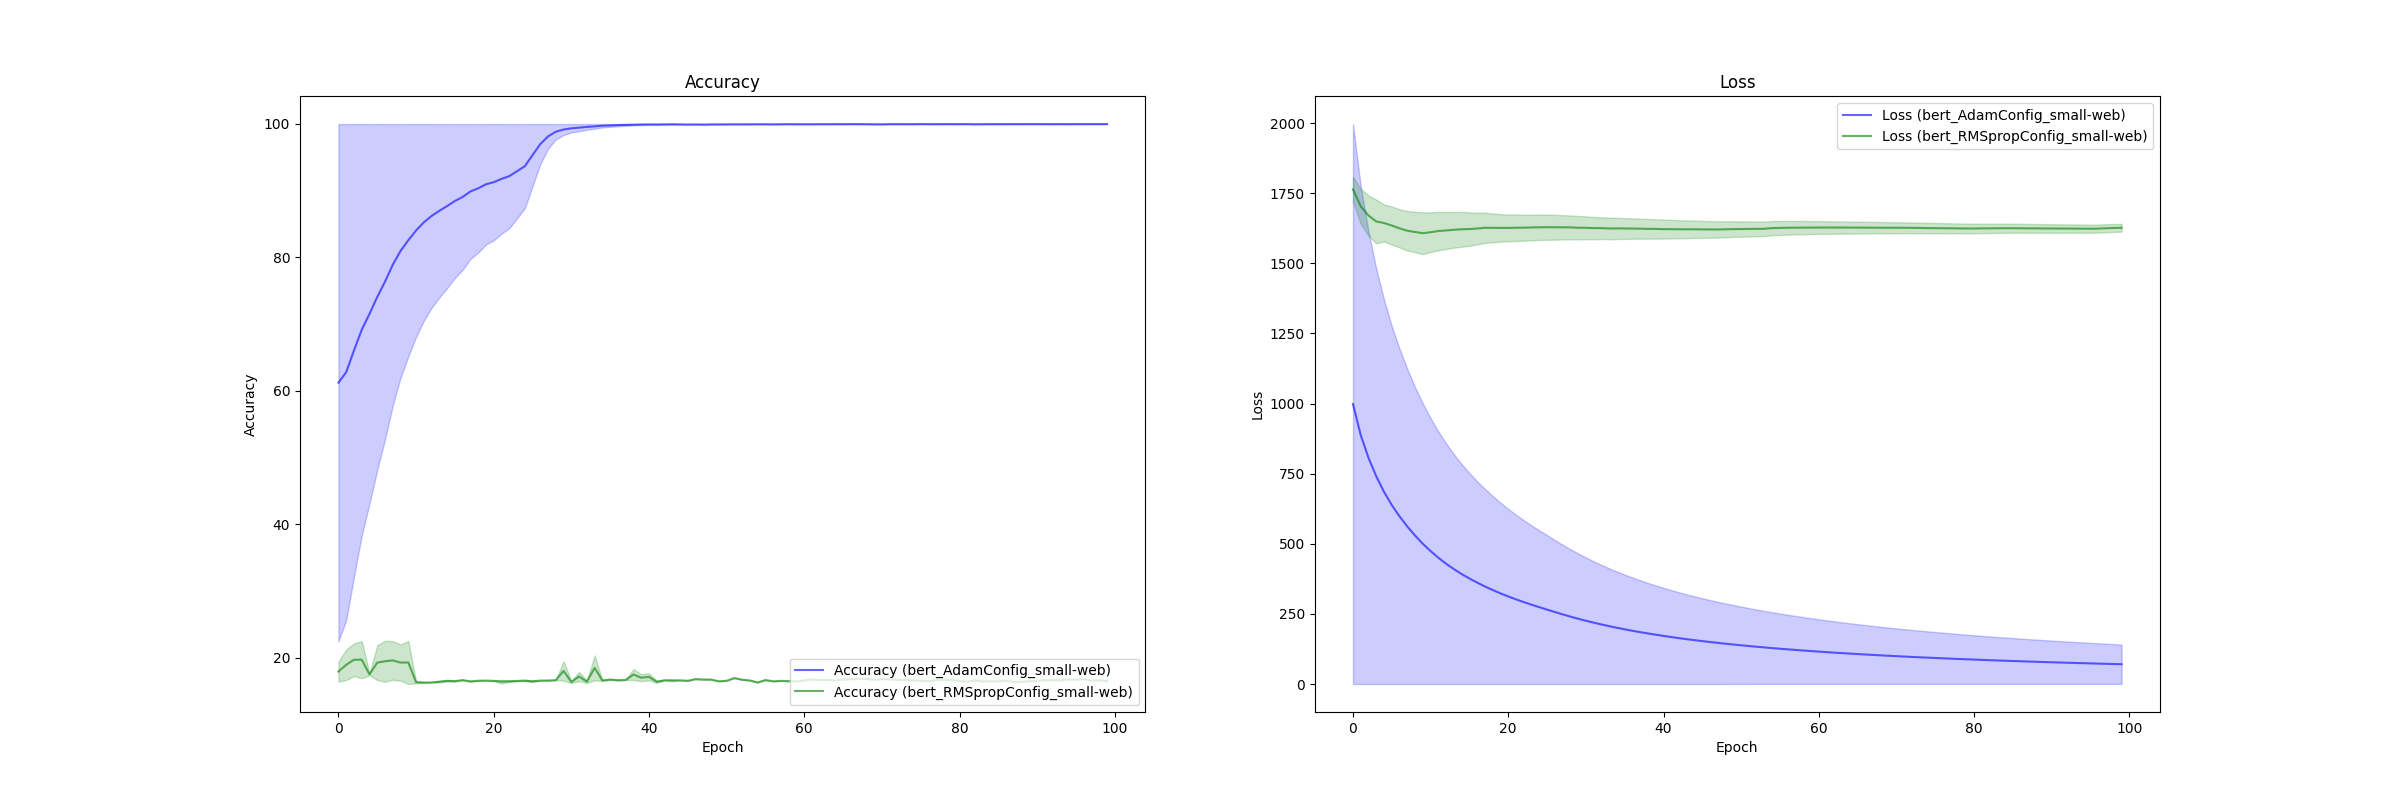 Accuracy
100
80
60
40
20
Accuracy
Accuracy (bert_AdamConfig_small-web)
Accuracy (bert_RMSpropConfig_small-web)
0 20 40 60 80 100
Epoch
Loss
2000
1750
1500
1250
1000
750
500
250
0
Loss
Loss (bert_AdamConfig_small-web)
Loss (bert_RMSpropConfig_small-web)
0 20 40 60 80 100
Epoch